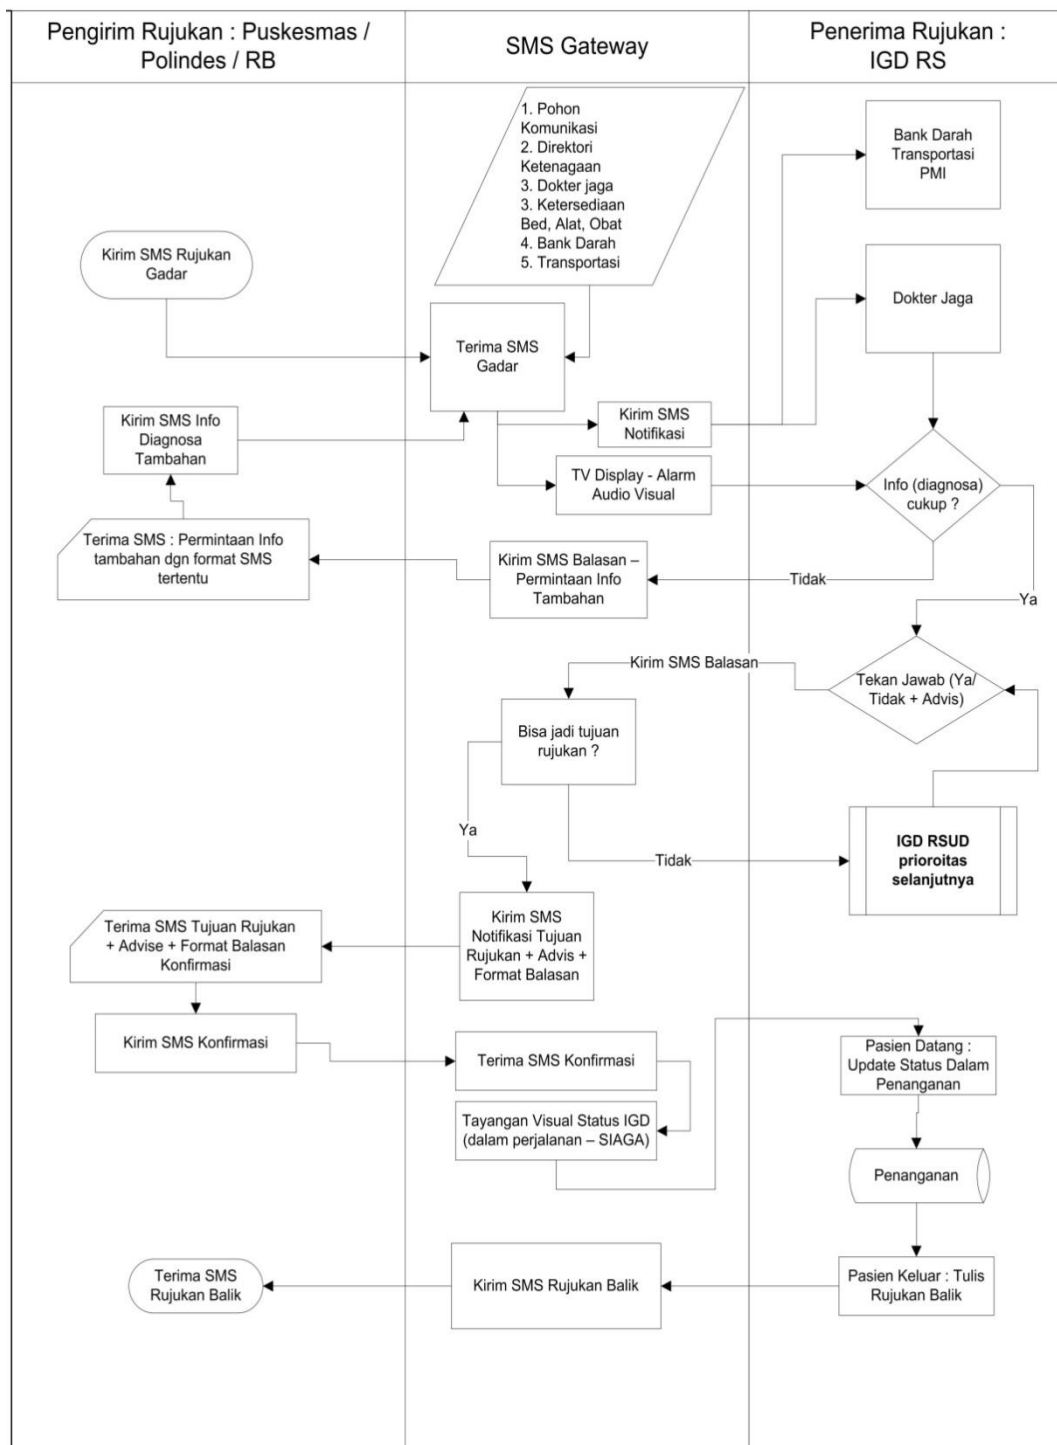 Pengirim Rujukan : Puskesmas /
Polindes / RB
SMS Gateway
Penerima Rujukan :
IGD RS
1. Pohon
Komunikasi
2. Direktori
Ketenagaan
3. Dokter jaga
3. Ketersediaan
Bed, Alat, Obat
4. Bank Darah
5. Transportasi
Bank Darah
Transportasi
PMI
Kirim SMS Rujukan
Gadar
Dokter Jaga
Terima SMS
Gadar
Kirim SMS Info
Diagnosa
Tambahan
Kirim SMS
Notifikasi
TV Display - Alarm
Audio Visual
Info (diagnosa)
cukup ?
Terima SMS : Permintaan Info
tambahan dgn format SMS
tertentu
Kirim SMS Balasan –
Permintaan Info
Tambahan
Tidak
Ya
Kirim SMS Balasan
Tekan Jawab (Ya/
Tidak + Advis)
Bisa jadi tujuan
rujukan ?
Ya
Tidak
IGD RSUD
prioroitas
selanjutnya
Terima SMS Tujuan Rujukan
+ Advise + Format Balasan
Konfirmasi
Kirim SMS
Notifikasi Tujuan
Rujukan + Advis +
Format Balasan
Kirim SMS Konfirmasi
Terima SMS Konfirmasi
Pasien Datang :
Update Status Dalam
Penanganan
Tayangan Visual Status IGD
(dalam perjalanan – SIAGA)
Penanganan
Terima SMS
Rujukan Balik
Kirim SMS Rujukan Balik
Pasien Keluar : Tulis
Rujukan Balik